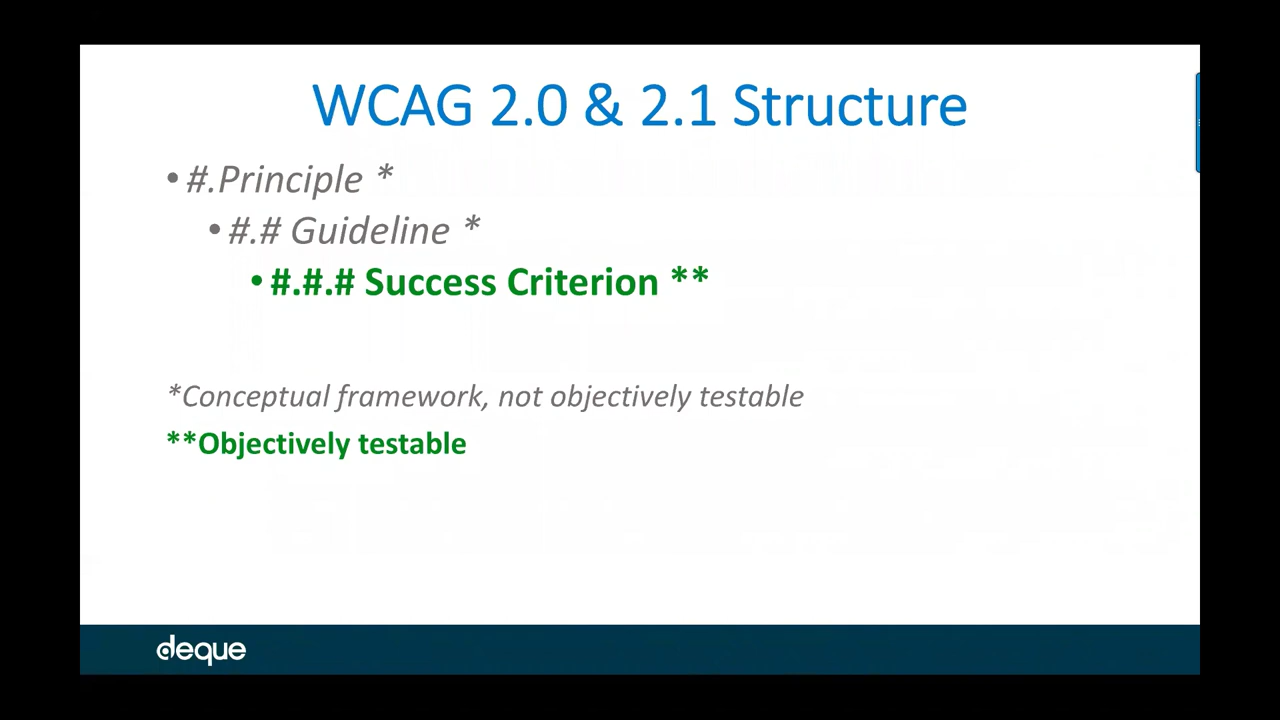 WCAG 2.0 & 2.1 Structure
• #.Principle *
• #.# Guideline *
• #.#.# Success Criterion **
*Conceptual framework, not objectively testable
**Objectively testable
deque